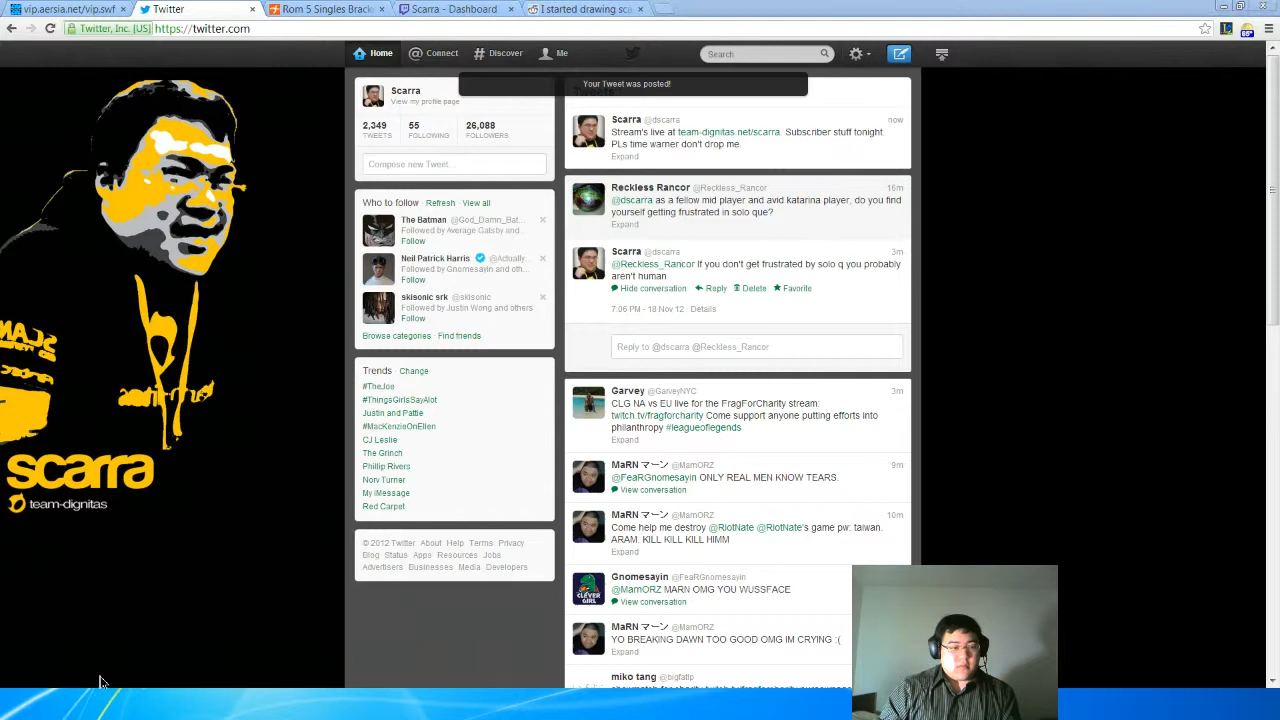 vip.aersia.net/vip.swf
Twitter
Rom 5 Singles Brack
Scarra - Dashboard
I started drawing sca
Twitter, Inc. [US] https://twitter.com
Home
Connect
Discover
Me
Search
Your Tweet was posted!
Scarra
View my profile page
2,349 55 26,088
TWEETS FOLLOWING FOLLOWERS
Compose new Tweet...
Who to follow · Refresh · View all
The Batman @God_Damn_Bat...
Followed by Average Gatsby and...
Follow
Neil Patrick Harris @Actually...
Followed by Gnomesayin and oth...
Follow
skisonic srk @skisonic
Followed by Justin Wong and others
Follow
Browse categories · Find friends
Trends · Change
#TheJoe
#ThingsGirlsSayAlot
Justin and Pattie
#MacKenzieOnEllen
CJ Leslie
The Grinch
Phillip Rivers
Norv Turner
My iMessage
Red Carpet
© 2012 Twitter About Help Terms Privacy
Blog Status Apps Resources Jobs
Advertisers Businesses Media Developers
Scarra @dscarra now
Stream's live at team-dignitas.net/scarra. Subscriber stuff tonight.
PLs time warner don't drop me.
Expand
Reckless Rancor @Reckless_Rancor 16m
@dscarra as a fellow mid player and avid katarina player, do you find
yourself getting frustrated in solo que?
Expand
Scarra @dscarra 3m
@Reckless_Rancor If you don't get frustrated by solo q you probably
aren't human.
Hide conversation Reply Delete Favorite
7:06 PM - 18 Nov 12 · Details
Reply to @dscarra @Reckless_Rancor
Garvey @GarveyNYC 3m
CLG NA vs EU live for the FragForCharity stream:
twitch.tv/fragforcharity Come support anyone putting efforts into
philanthropy #leagueoflegends
Expand
MaRN マーン @MarnORZ 9m
@FeaRGnomesayin ONLY REAL MEN KNOW TEARS.
View conversation
MaRN マーン @MarnORZ 10m
Come help me destroy @RiotNate @RiotNate's game pw: taiwan.
ARAM. KILL KILL KILL HIMM
Expand
Gnomesayin @FeaRGnomesayin
@MarnORZ MARN OMG YOU WUSSFACE
View conversation
MaRN マーン @MarnORZ
YO BREAKING DAWN TOO GOOD OMG IM CRYING :(
Expand
miko tang @bigfatlp
scarra
team-dignitas
CLEVER
GIRL